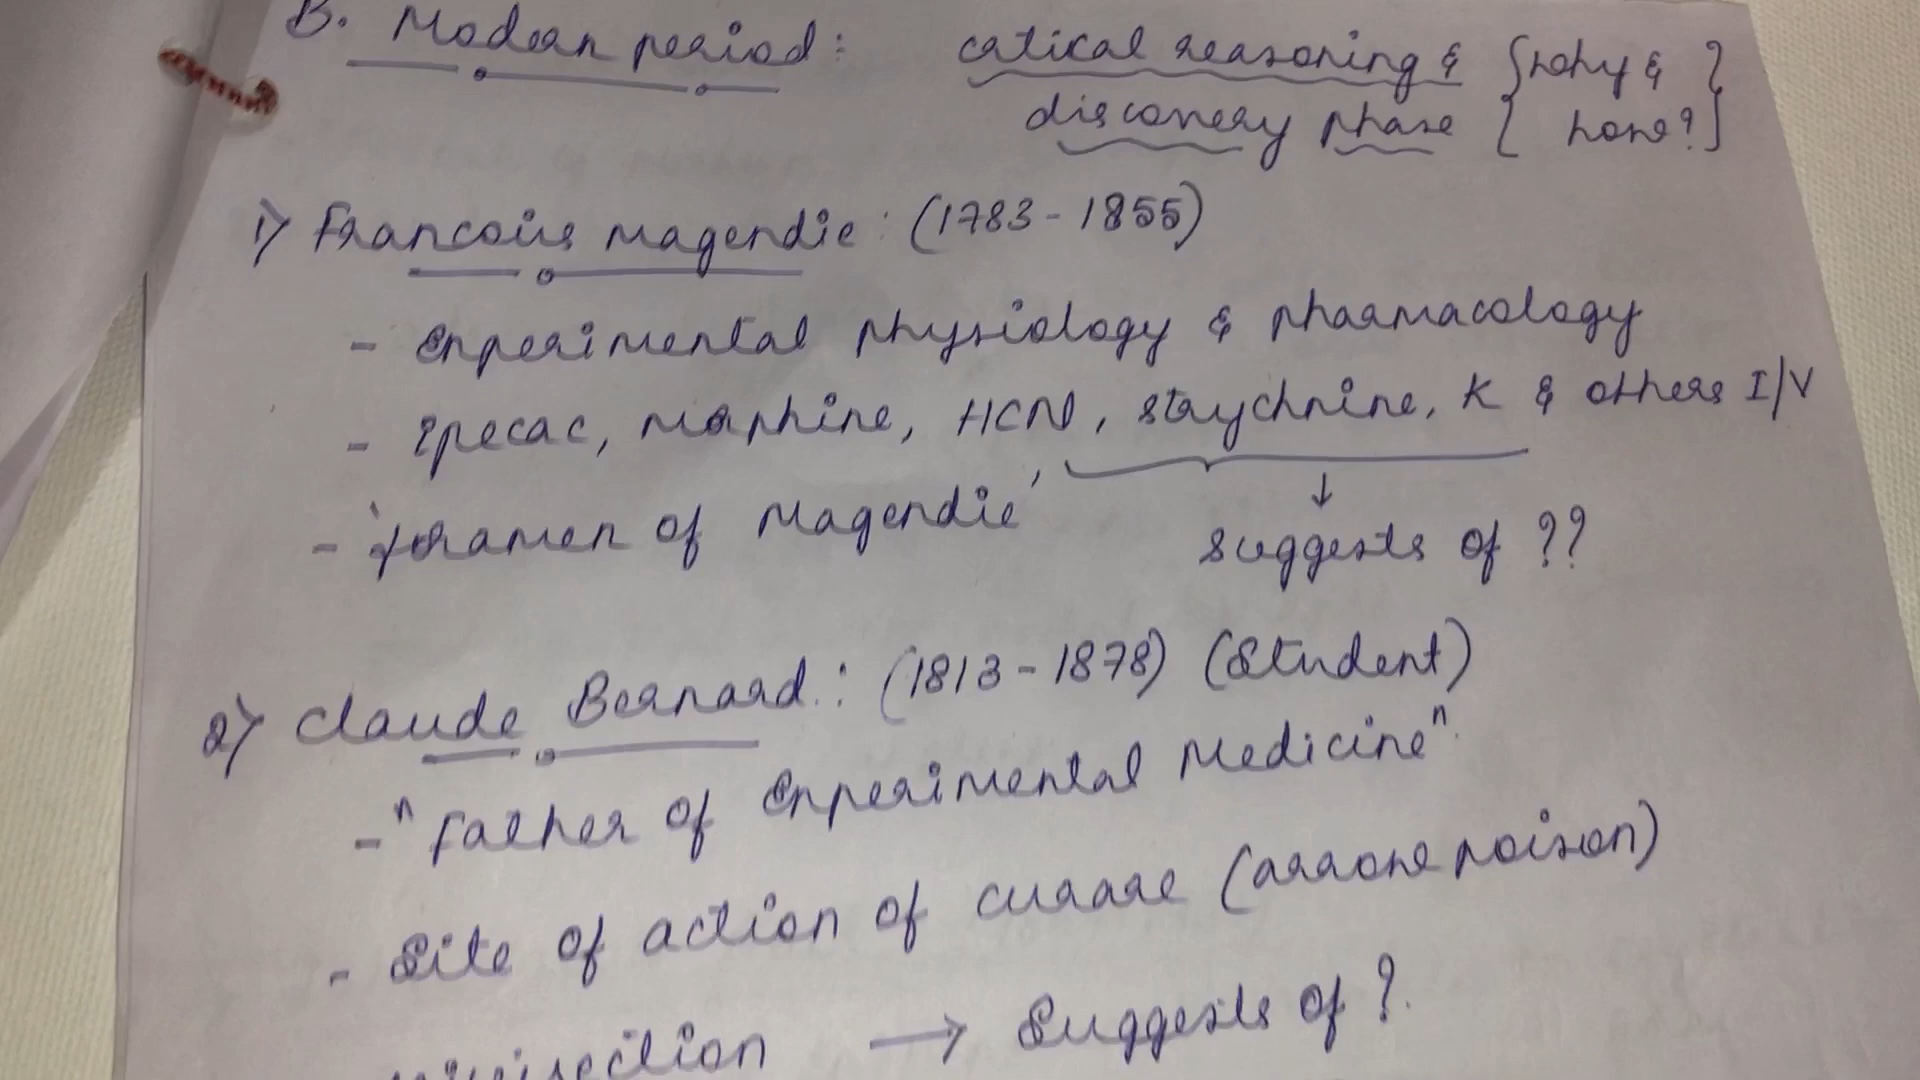 B. Modern period : critical reasoning & {why &}
discovery phase { how? }
1) Francois magendie : (1783-1855)
- Experimental physiology & pharmacology
- Ipecac, Morphine, HCN, strychnine, K & others I/V
- 'foramen of Magendie'
↓
suggests of ??
2) Claude Bernard : (1813-1878) (Student)
- "Father of Experimental Medicine"
- Site of action of curare (arrow poison)
vivisection → Suggests of ?